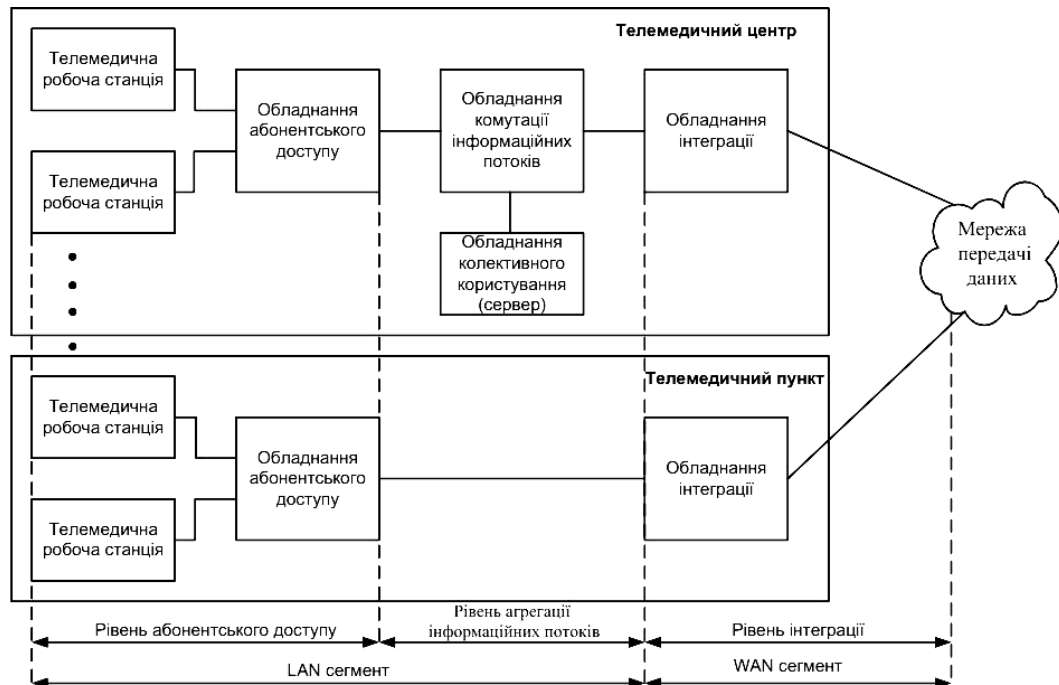 Телемедичний центр
Телемедична
робоча станція
Обладнання
абонентського
доступу
Обладнання
комутації
інформаційних
потоків
Обладнання
інтеграції
Телемедична
робоча станція
Обладнання
колективного
користування
(сервер)
Мережа
передачі
даних
Телемедичний пункт
Телемедична
робоча станція
Обладнання
абонентського
доступу
Обладнання
інтеграції
Телемедична
робоча станція
Рівень абонентського доступу
Рівень агрегації
інформаційних потоків
Рівень інтеграції
LAN сегмент
WAN сегмент